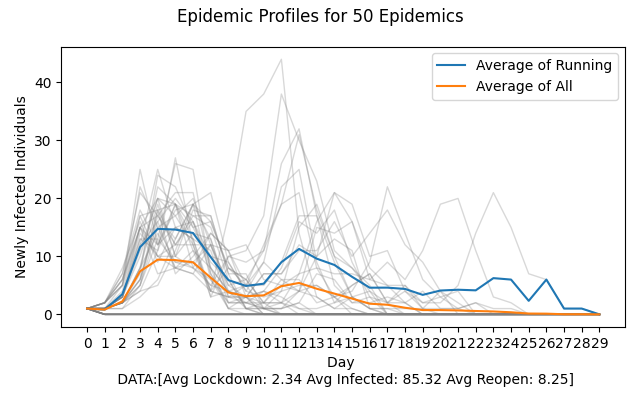 Epidemic Profiles for 50 Epidemics
Average of Running
Average of All
Newly Infected Individuals
40
30
20
10
0
0 1 2 3 4 5 6 7 8 9 10 11 12 13 14 15 16 17 18 19 20 21 22 23 24 25 26 27 28 29
Day
DATA:[Avg Lockdown: 2.34 Avg Infected: 85.32 Avg Reopen: 8.25]